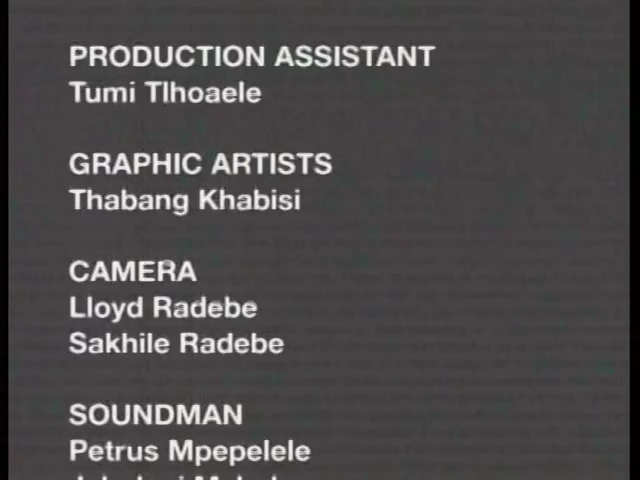 PRODUCTION ASSISTANT
Tumi Tlhoaele
GRAPHIC ARTISTS
Thabang Khabisi
CAMERA
Lloyd Radebe
Sakhile Radebe
SOUNDMAN
Petrus Mpepelele